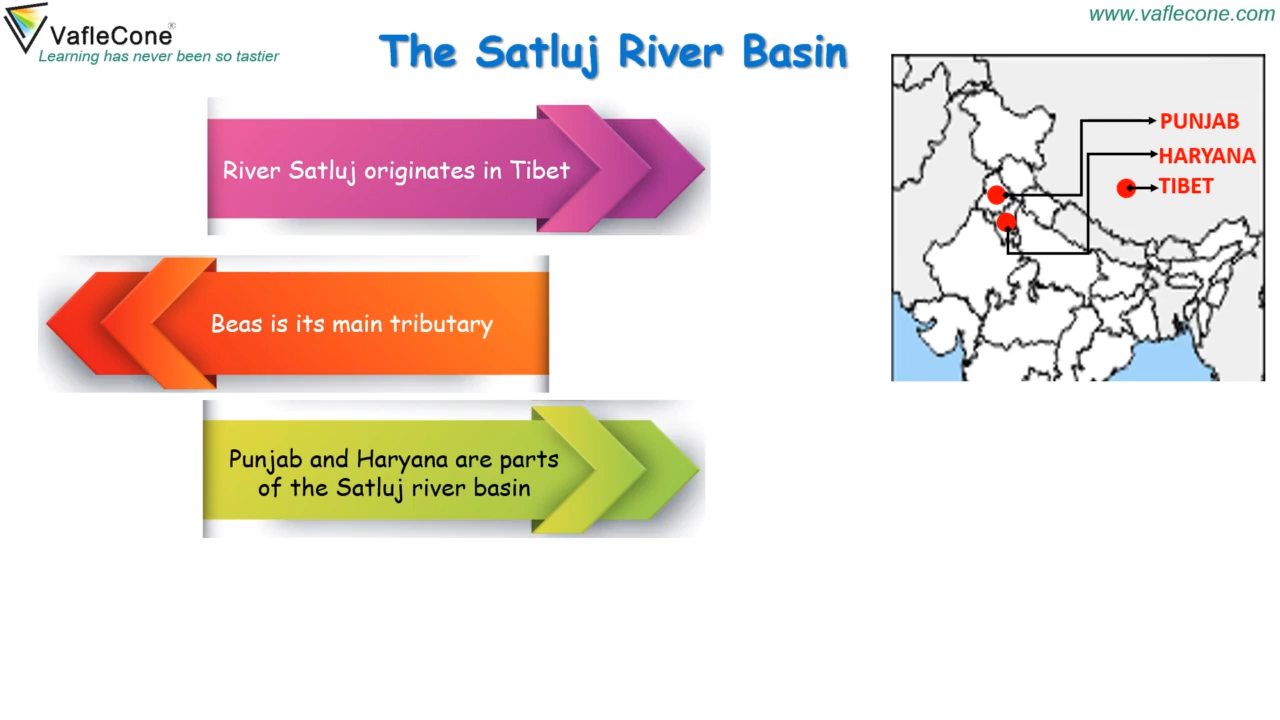 VafleCone®
Learning has never been so tastier
www.vaflecone.com
The Satluj River Basin
River Satluj originates in Tibet
Beas is its main tributary
Punjab and Haryana are parts
of the Satluj river basin
PUNJAB
HARYANA
TIBET